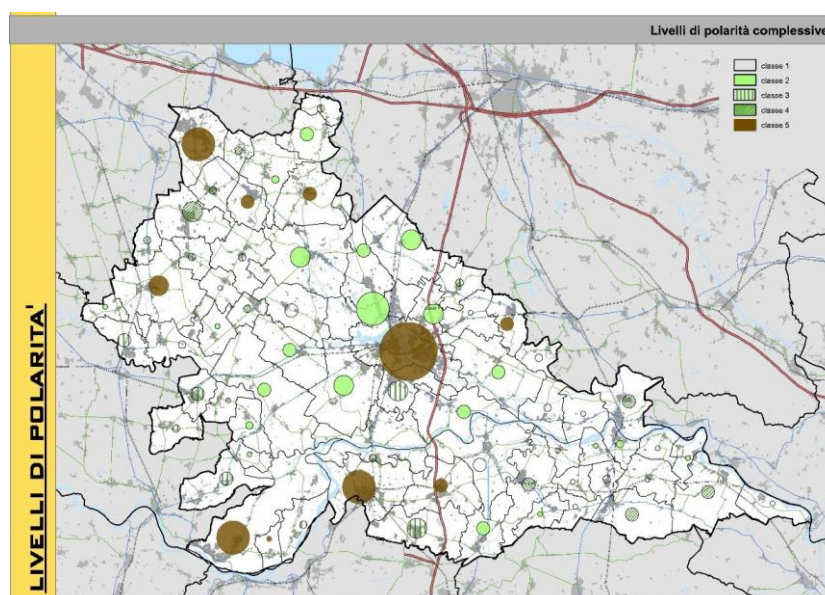 Livelli di polarità complessive
classe 1
classe 2
classe 3
classe 4
classe 5
LIVELLI DI POLARITA'